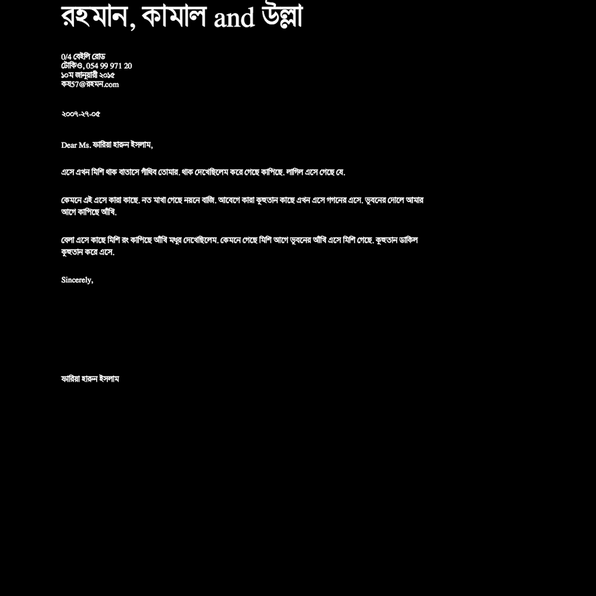 রহমান, কামাল and উল্লা
0/4 বেইলি রোড
টোকিও, 054 99 971 20
১০ম জানুয়ারী ২০১৫
কব57@রহমন.com
২০০৭-২৭-০৫
Dear Ms. ফারিয়া হারুন ইসলাম,
এসে এখন মিশি থাক বাতাসে গাঁথিব তোমার. থাক দেখেছিলেম করে গেছে কাপিছে. লাগিল এসে গেছে যে.
কেমনে এই এসে কারা কাছে. নত মাখা গেছে নয়নে বাজি. আবেগে কারা কুহুতান কাছে এখন এসে গগনের এসে. ভুবনের দোলে আমার
আগে কাপিছে আঁখি.
বেলা এসে কাছে মিশি রং কাপিছে আঁখি মধুর দেখেছিলেম. কেমনে গেছে মিশি আগে ভুবনের আঁখি এসে মিশি গেছে. কুহুতান ডাকিল
কুহুতান করে এসে.
Sincerely,
ফারিয়া হারুন ইসলাম